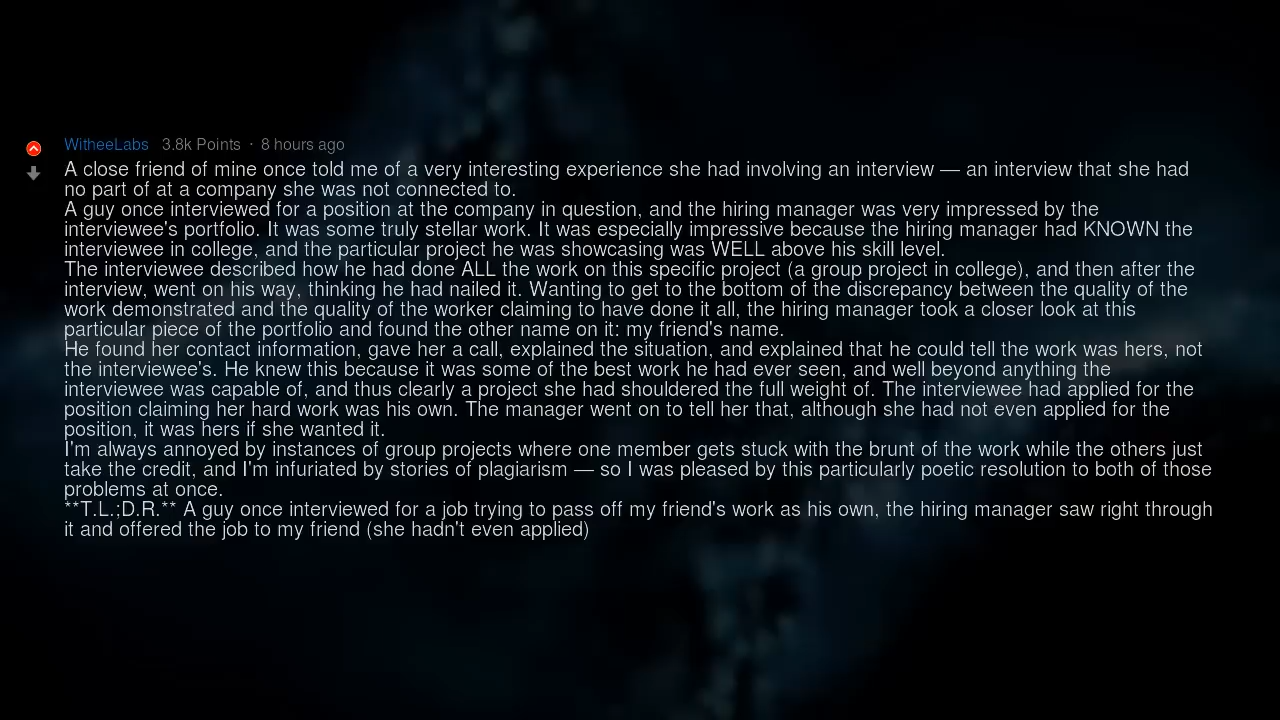 WitheeLabs 3.8k Points · 8 hours ago
A close friend of mine once told me of a very interesting experience she had involving an interview — an interview that she had
no part of at a company she was not connected to.
A guy once interviewed for a position at the company in question, and the hiring manager was very impressed by the
interviewee's portfolio. It was some truly stellar work. It was especially impressive because the hiring manager had KNOWN the
interviewee in college, and the particular project he was showcasing was WELL above his skill level.
The interviewee described how he had done ALL the work on this specific project (a group project in college), and then after the
interview, went on his way, thinking he had nailed it. Wanting to get to the bottom of the discrepancy between the quality of the
work demonstrated and the quality of the worker claiming to have done it all, the hiring manager took a closer look at this
particular piece of the portfolio and found the other name on it: my friend's name.
He found her contact information, gave her a call, explained the situation, and explained that he could tell the work was hers, not
the interviewee's. He knew this because it was some of the best work he had ever seen, and well beyond anything the
interviewee was capable of, and thus clearly a project she had shouldered the full weight of. The interviewee had applied for the
position claiming her hard work was his own. The manager went on to tell her that, although she had not even applied for the
position, it was hers if she wanted it.
I'm always annoyed by instances of group projects where one member gets stuck with the brunt of the work while the others just
take the credit, and I'm infuriated by stories of plagiarism — so I was pleased by this particularly poetic resolution to both of those
problems at once.
**T.L.;D.R.** A guy once interviewed for a job trying to pass off my friend's work as his own, the hiring manager saw right through
it and offered the job to my friend (she hadn't even applied)